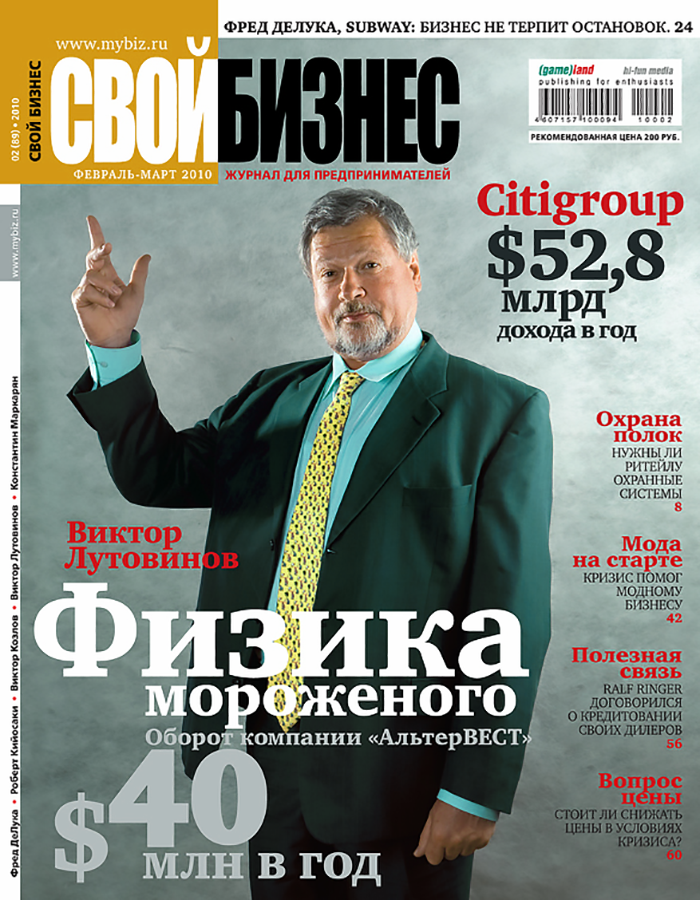 ФРЕД ДЕЛУКА, SUBWAY: БИЗНЕС НЕ ТЕРПИТ ОСТАНОВОК. 24
www.mybiz.ru
СВОЙ БИЗНЕС
ФЕВРАЛЬ-МАРТ 2010
ЖУРНАЛ ДЛЯ ПРЕДПРИНИМАТЕЛЕЙ
02 (89) • 2010
СВОЙ БИЗНЕС
www.mybiz.ru
(game)land
hi-fun media
publishing for enthusiasts
4 607157 100094
10002
РЕКОМЕНДОВАННАЯ ЦЕНА 200 РУБ.
Citigroup
$52,8
млрд
дохода в год
Охрана
полок
НУЖНЫ ЛИ
РИТЕЙЛУ
ОХРАННЫЕ
СИСТЕМЫ
8
Мода
на старте
КРИЗИС ПОМОГ
МОДНОМУ
БИЗНЕСУ
42
Полезная
связь
RALF RINGER
ДОГОВОРИЛСЯ
О КРЕДИТОВАНИИ
СВОИХ ДИЛЕРОВ
56
Вопрос
цены
СТОИТ ЛИ СНИЖАТЬ
ЦЕНЫ В УСЛОВИЯХ
КРИЗИСА?
60
Виктор
Лутовинов
Физика
мороженого
Оборот компании «АльтерВЕСТ»
$40
млн в год
Фред ДеЛука • Роберт Кийосаки • Виктор Козлов • Виктор Лутовинов • Константин Маркарян